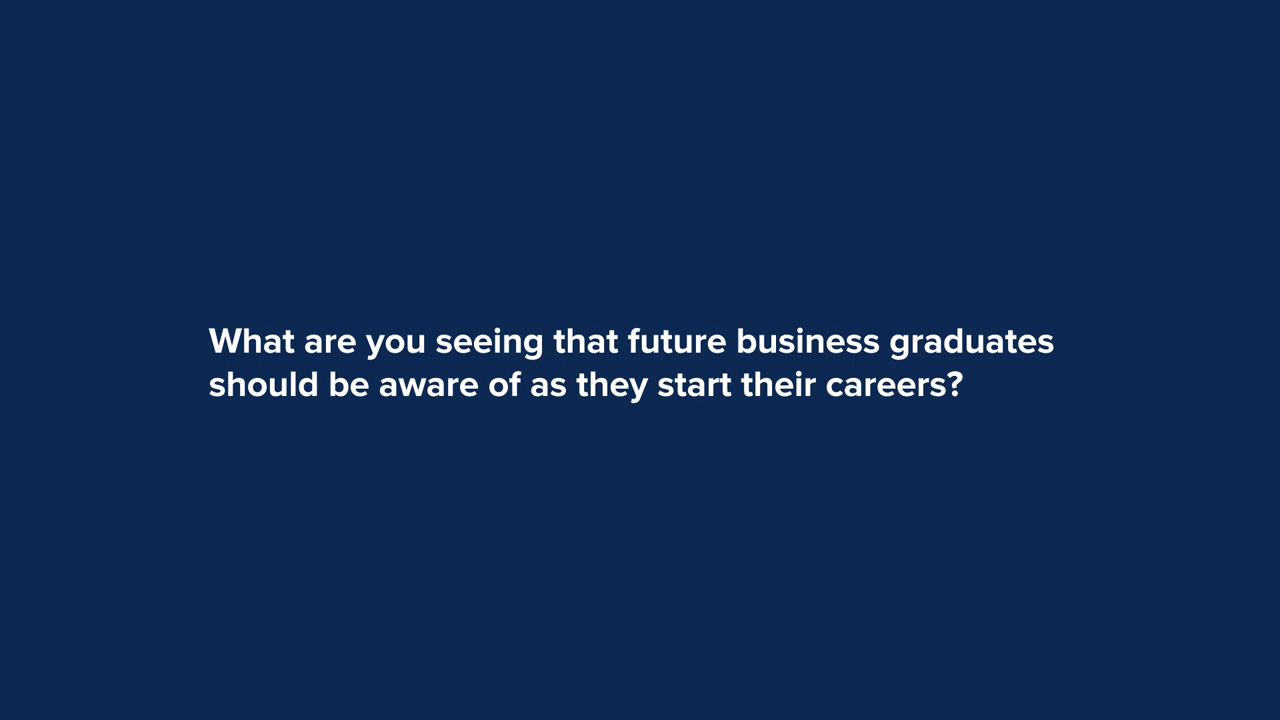 What are you seeing that future business graduates
should be aware of as they start their careers?